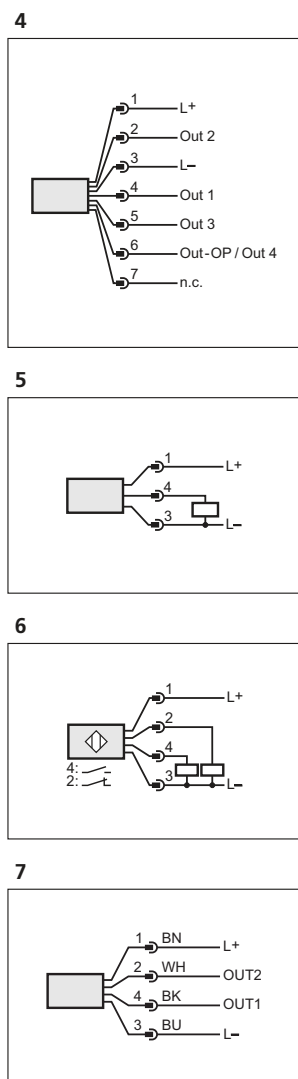 4
1 L+
2 Out 2
3 L–
4 Out 1
5 Out 3
6 Out-OP / Out 4
7 n.c.
5
1 L+
4
3 L–
6
1 L+
2
4
4:
2:
3 L–
7
1 BN L+
2 WH OUT2
4 BK OUT1
3 BU L–